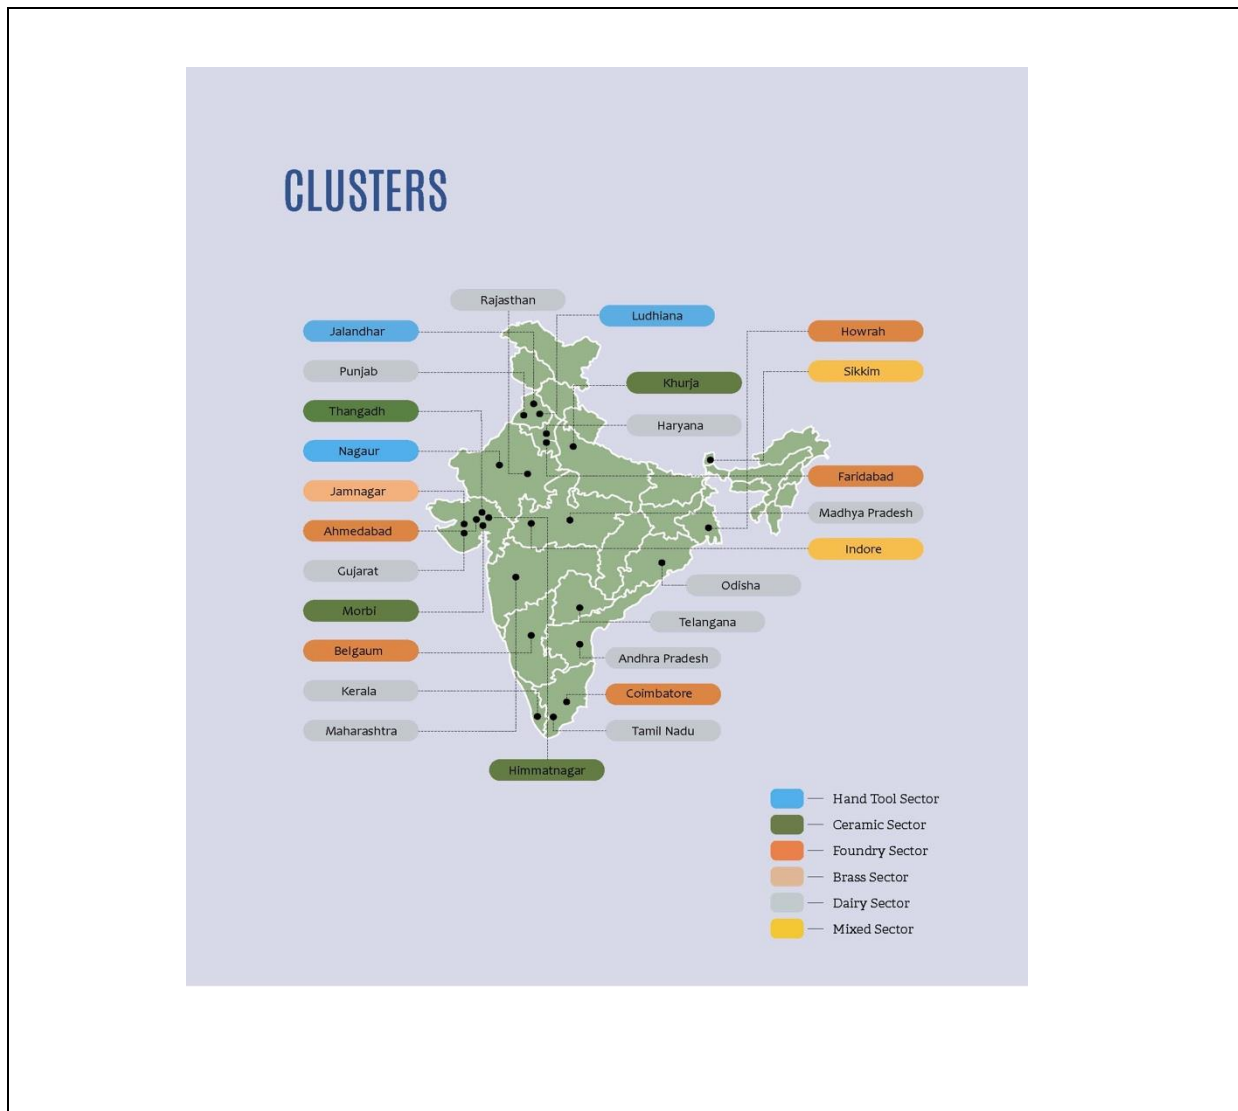 CLUSTERS
Rajasthan
Ludhiana
Jalandhar
Howrah
Punjab
Sikkim
Khurja
Thangadh
Haryana
Nagaur
Faridabad
Jamnagar
Madhya Pradesh
Ahmedabad
Indore
Gujarat
Odisha
Morbi
Telangana
Belgaum
Andhra Pradesh
Kerala
Coimbatore
Maharashtra
Tamil Nadu
Himmatnagar
Hand Tool Sector
Ceramic Sector
Foundry Sector
Brass Sector
Dairy Sector
Mixed Sector